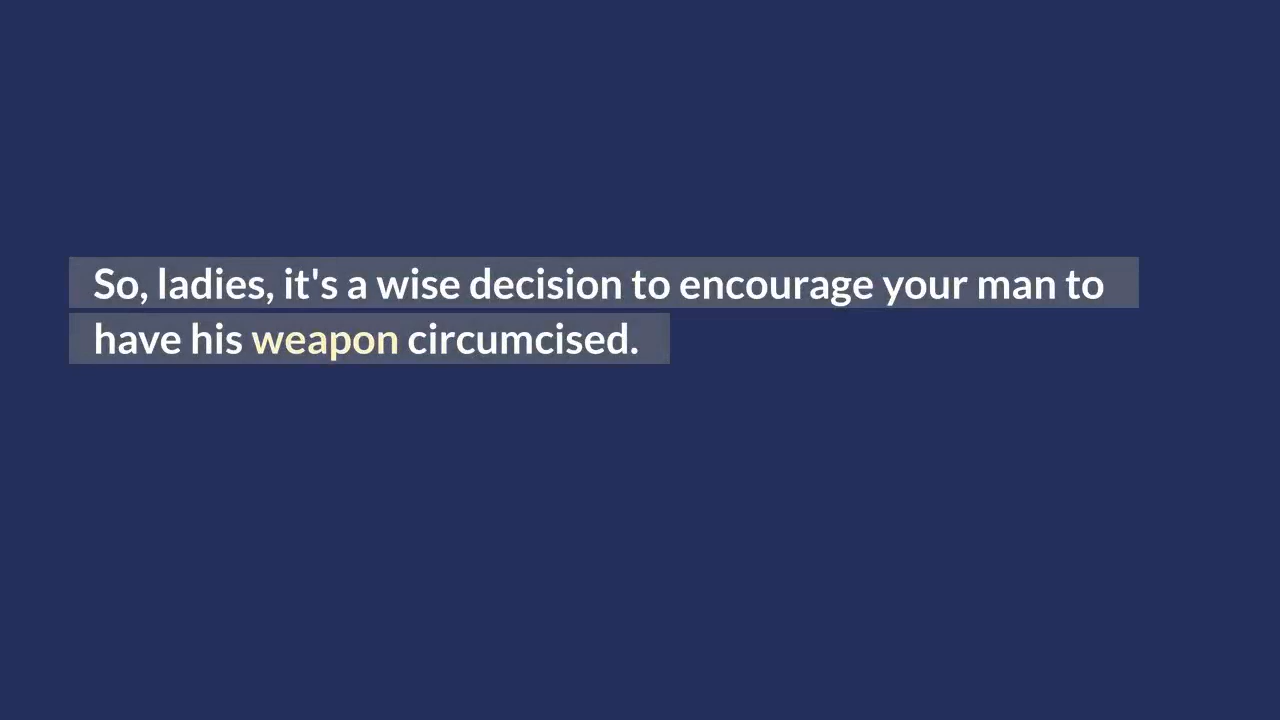 So, ladies, it's a wise decision to encourage your man to
have his weapon circumcised.